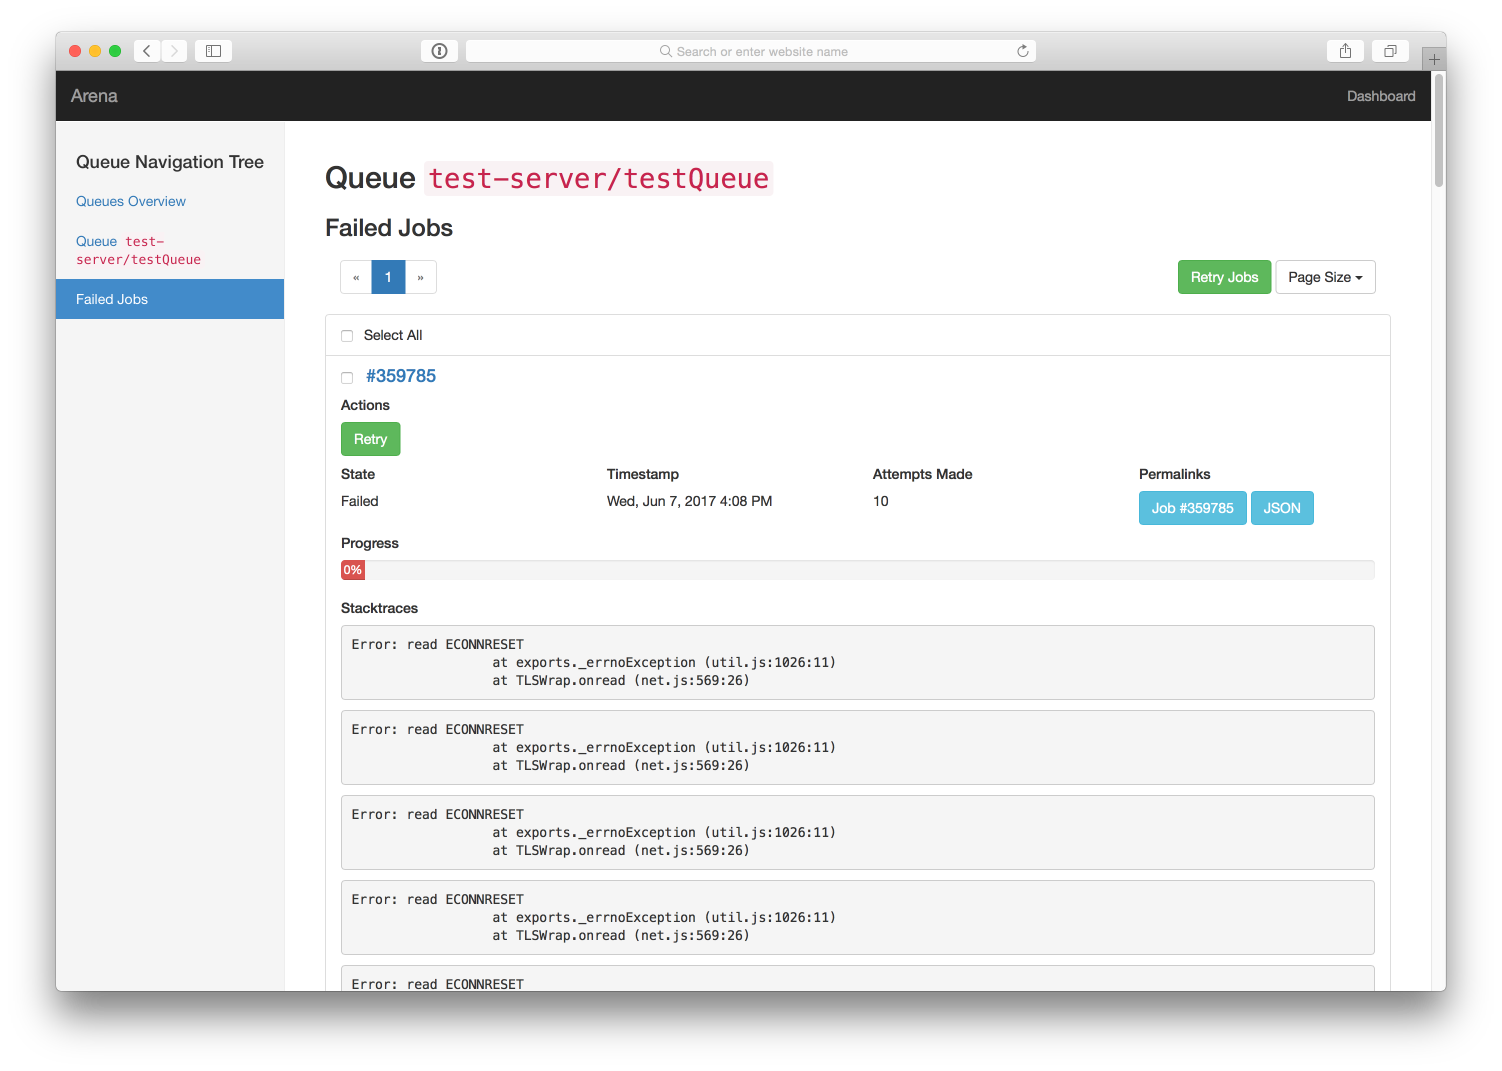 Search or enter website name
Arena
Dashboard
Queue Navigation Tree
Queues Overview
Queue test-
server/testQueue
Failed Jobs
Queue test-server/testQueue
Failed Jobs
« 1 »
Retry Jobs
Page Size
Select All
#359785
Actions
Retry
State
Timestamp
Attempts Made
Permalinks
Failed
Wed, Jun 7, 2017 4:08 PM
10
Job #359785
JSON
Progress
0%
Stacktraces
Error: read ECONNRESET
at exports._errnoException (util.js:1026:11)
at TLSWrap.onread (net.js:569:26)
Error: read ECONNRESET
at exports._errnoException (util.js:1026:11)
at TLSWrap.onread (net.js:569:26)
Error: read ECONNRESET
at exports._errnoException (util.js:1026:11)
at TLSWrap.onread (net.js:569:26)
Error: read ECONNRESET
at exports._errnoException (util.js:1026:11)
at TLSWrap.onread (net.js:569:26)
Error: read ECONNRESET